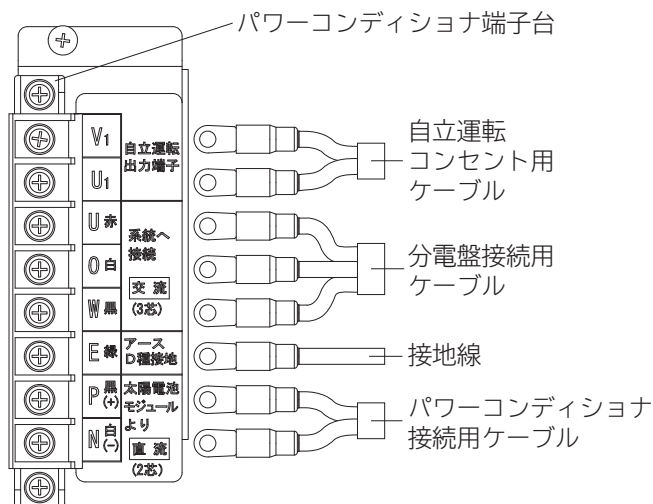 パワーコンディショナ端子台
V1
U1
自立運転
出力端子
U 赤
O 白
W 黒
系統へ
接続
交 流
(3芯)
E 緑
アース
D種接地
P 黒(+)
N 白(−)
太陽電池
モジュール
より
直 流
(2芯)
自立運転
コンセント用
ケーブル
分電盤接続用
ケーブル
接地線
パワーコンディショナ
接続用ケーブル